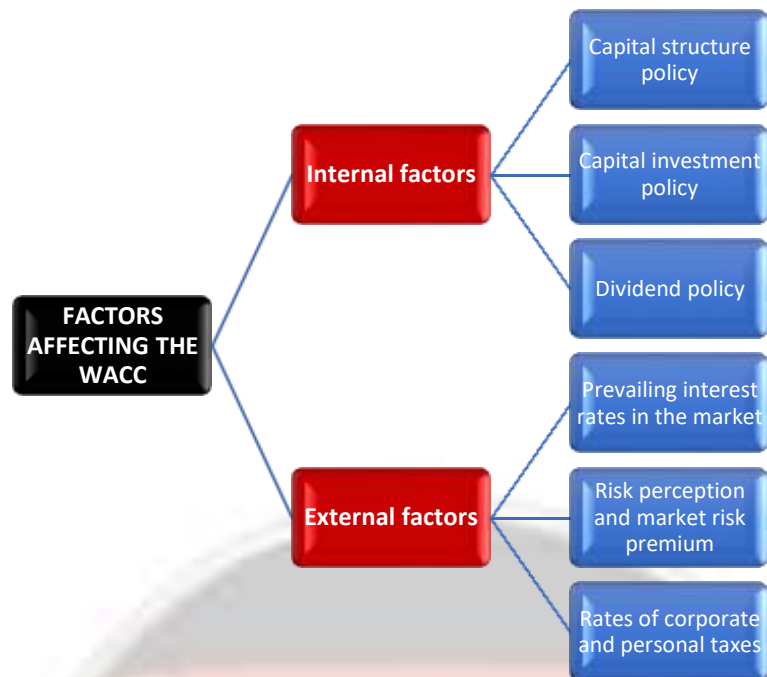 Capital structure
policy
Internal factors
Capital investment
policy
Dividend policy
FACTORS
AFFECTING THE
WACC
Prevailing interest
rates in the market
External factors
Risk perception
and market risk
premium
Rates of corporate
and personal taxes